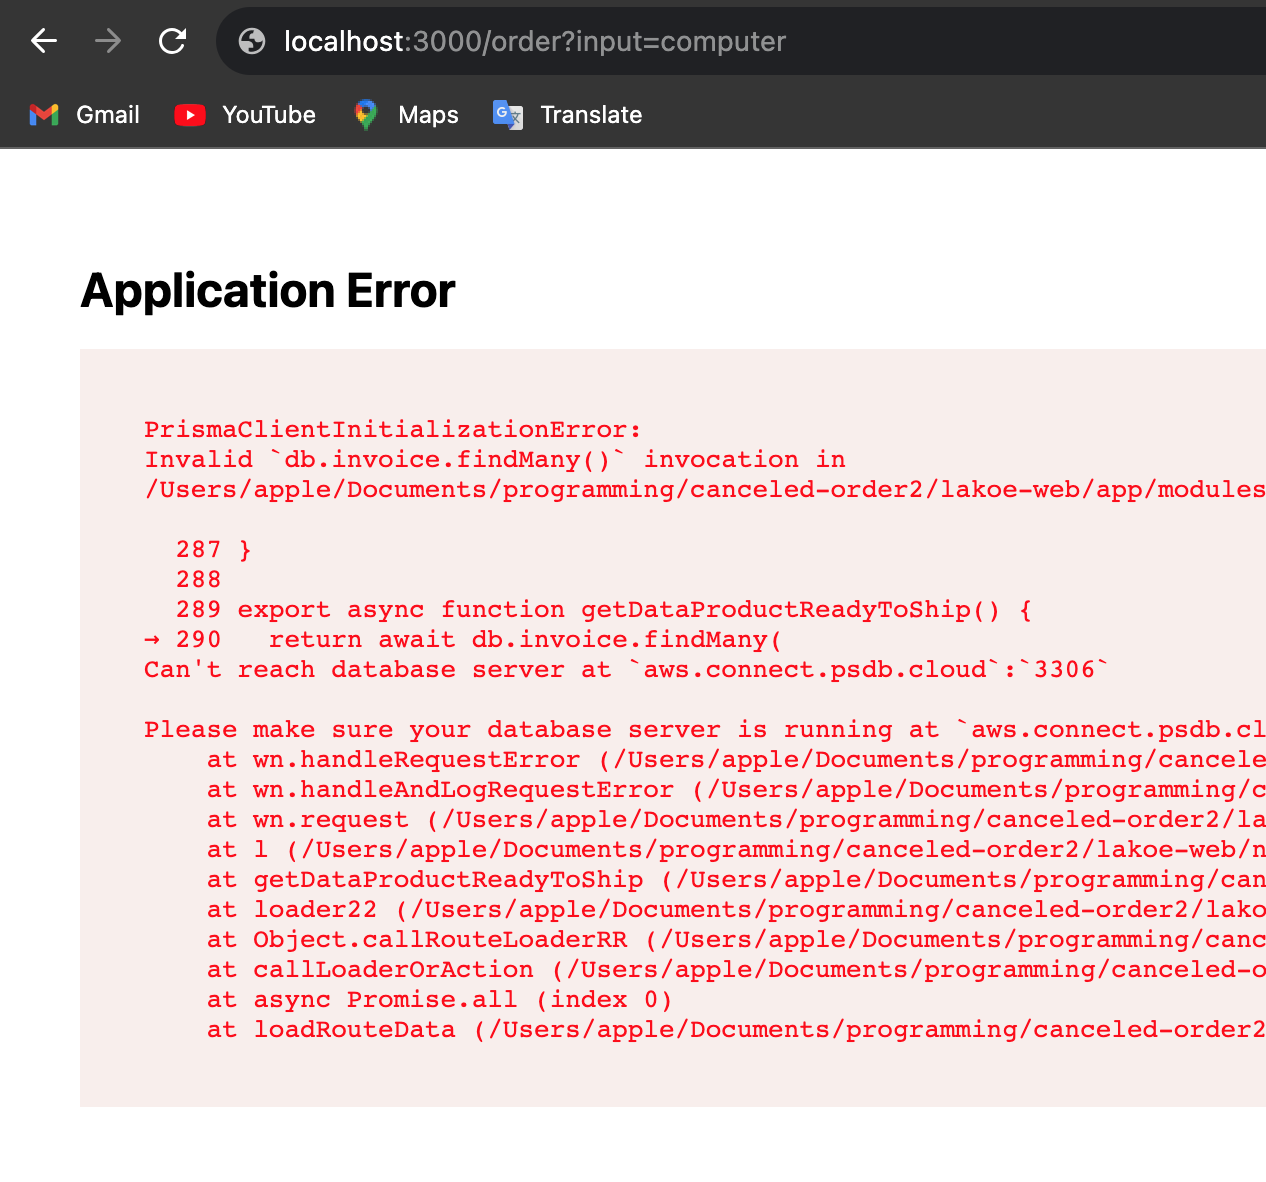 localhost:3000/order?input=computer
Gmail YouTube Maps Translate
Application Error
PrismaClientInitializationError:
Invalid `db.invoice.findMany()` invocation in
/Users/apple/Documents/programming/canceled-order2/lakoe-web/app/modules
287 }
288
289 export async function getDataProductReadyToShip() {
→ 290   return await db.invoice.findMany(
Can't reach database server at `aws.connect.psdb.cloud`:`3306`
Please make sure your database server is running at `aws.connect.psdb.cl
at wn.handleRequestError (/Users/apple/Documents/programming/cancele
at wn.handleAndLogRequestError (/Users/apple/Documents/programming/c
at wn.request (/Users/apple/Documents/programming/canceled-order2/la
at l (/Users/apple/Documents/programming/canceled-order2/lakoe-web/n
at getDataProductReadyToShip (/Users/apple/Documents/programming/can
at loader22 (/Users/apple/Documents/programming/canceled-order2/lako
at Object.callRouteLoaderRR (/Users/apple/Documents/programming/canc
at callLoaderOrAction (/Users/apple/Documents/programming/canceled-o
at async Promise.all (index 0)
at loadRouteData (/Users/apple/Documents/programming/canceled-order2